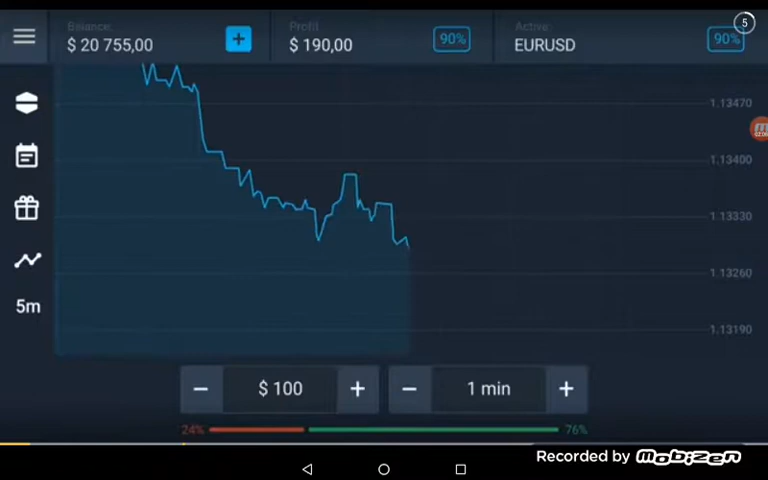 Balance: Profit Active:
$ 20 755,00 + $ 190,00 90% EURUSD 90%
5
1.13470
1.13400
1.13330
1.13260
1.13190
5m
− $ 100 + − 1 min +
24% 76%
Recorded by mobizen